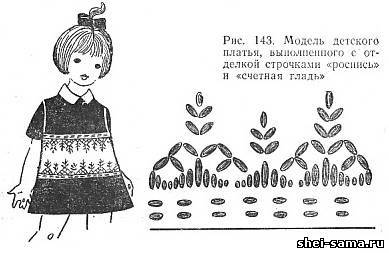 Рис. 143. Модель детского
платья, выполненного с от-
делкой строчками «роспись»
и «счетная гладь»
shei-sama.ru